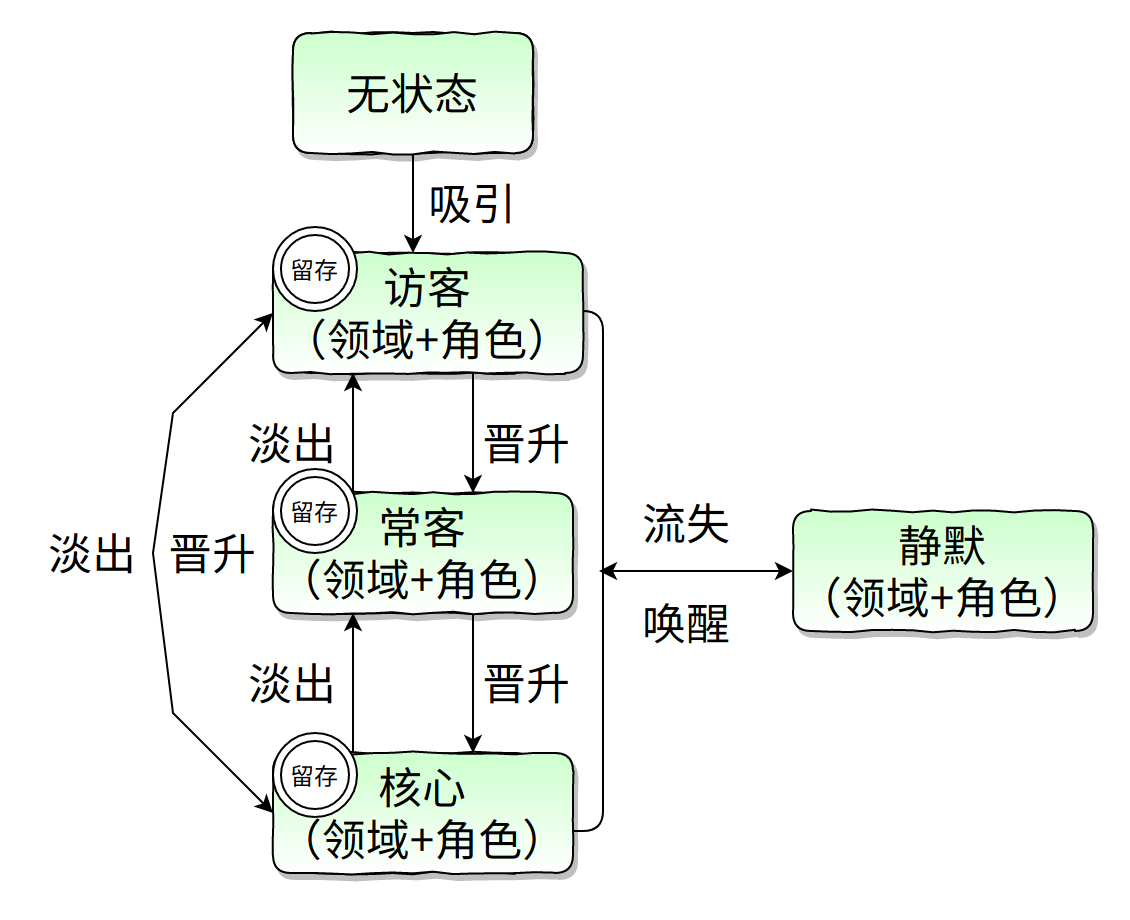 无状态
吸引
留存
访客
（领域+角色）
淡出
晋升
留存
常客
（领域+角色）
淡出
晋升
流失
唤醒
静默
（领域+角色）
淡出
晋升
留存
核心
（领域+角色）